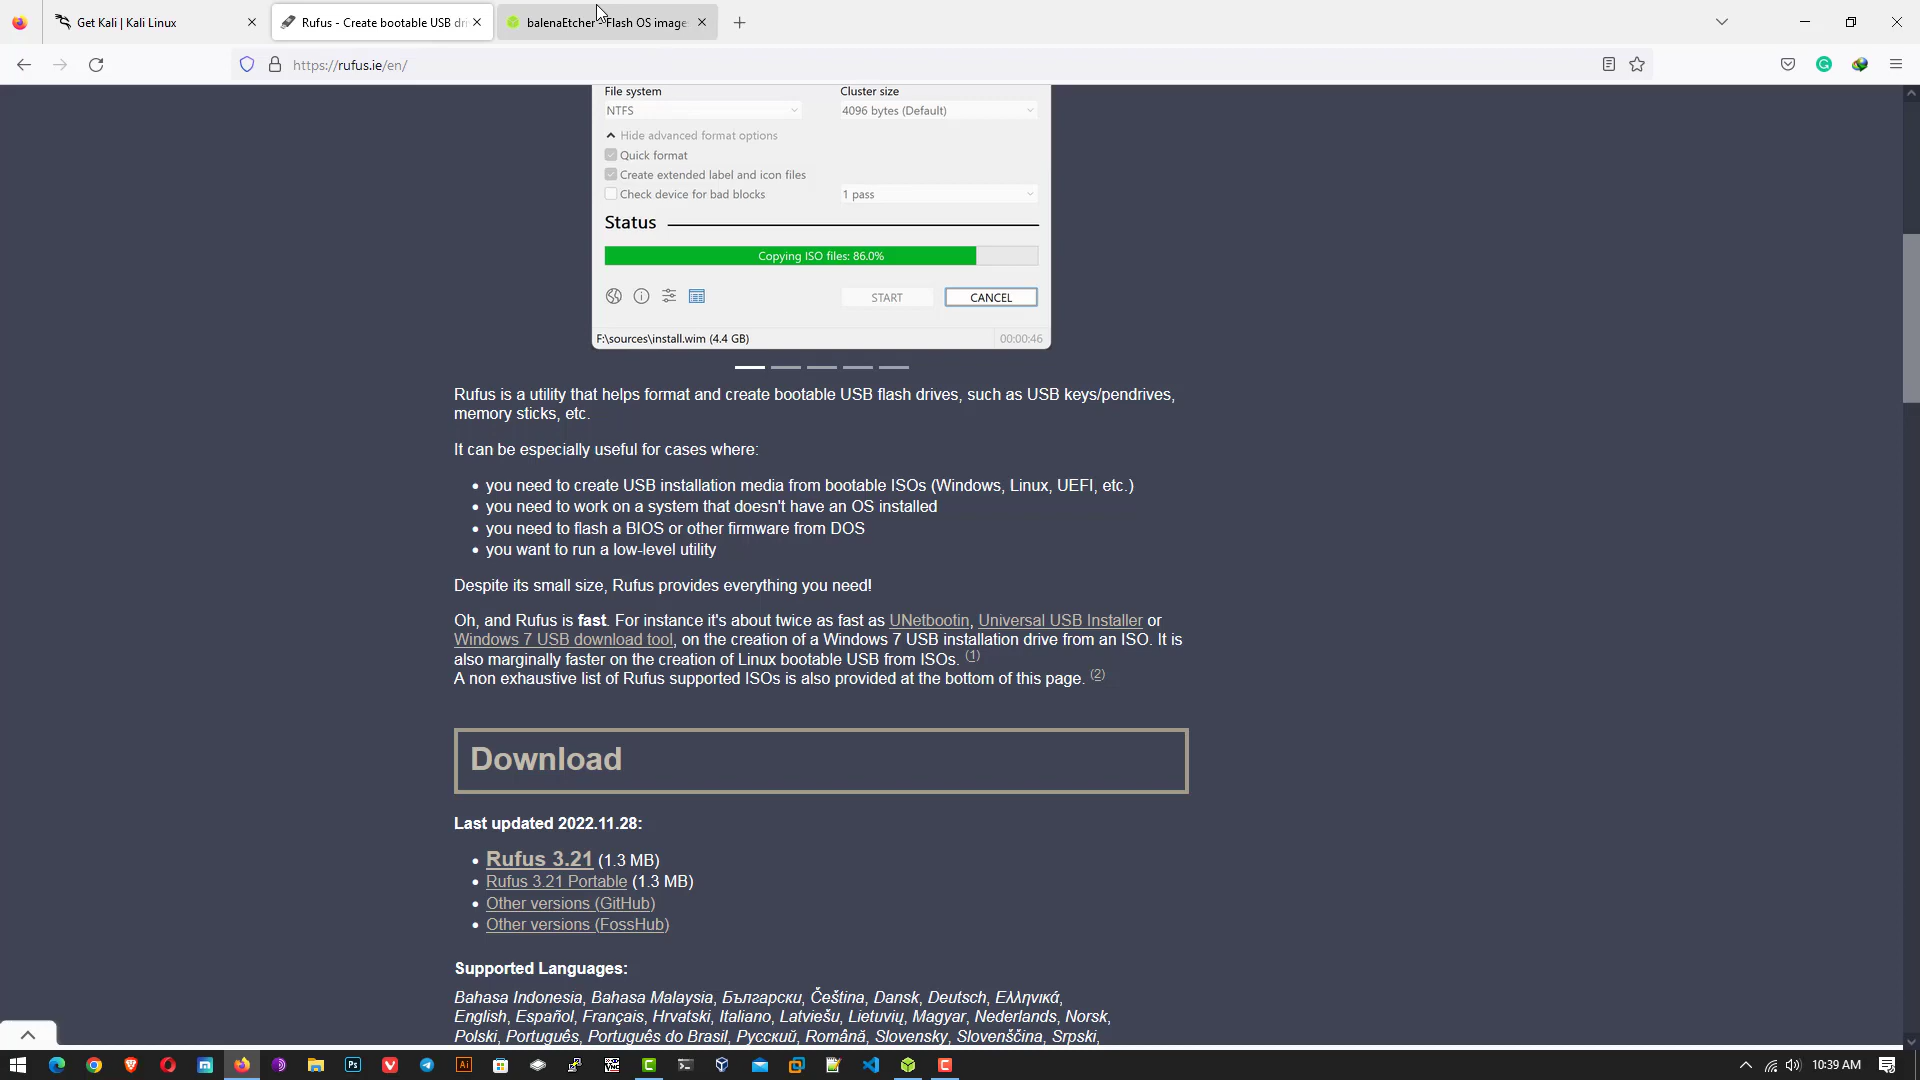 Get Kali | Kali Linux
Rufus - Create bootable USB dri
balenaEtcher - Flash OS image
https://rufus.ie/en/
File system
Cluster size
NTFS
4096 bytes (Default)
Hide advanced format options
Quick format
Create extended label and icon files
Check device for bad blocks
1 pass
Status
Copying ISO files: 86.0%
START
CANCEL
F:\sources\install.wim (4.4 GB)
00:00:46
Rufus is a utility that helps format and create bootable USB flash drives, such as USB keys/pendrives,
memory sticks, etc.
It can be especially useful for cases where:
• you need to create USB installation media from bootable ISOs (Windows, Linux, UEFI, etc.)
• you need to work on a system that doesn't have an OS installed
• you need to flash a BIOS or other firmware from DOS
• you want to run a low-level utility
Despite its small size, Rufus provides everything you need!
Oh, and Rufus is fast. For instance it's about twice as fast as UNetbootin, Universal USB Installer or
Windows 7 USB download tool, on the creation of a Windows 7 USB installation drive from an ISO. It is
also marginally faster on the creation of Linux bootable USB from ISOs. (1)
A non exhaustive list of Rufus supported ISOs is also provided at the bottom of this page. (2)
Download
Last updated 2022.11.28:
• Rufus 3.21 (1.3 MB)
• Rufus 3.21 Portable (1.3 MB)
• Other versions (GitHub)
• Other versions (FossHub)
Supported Languages:
Bahasa Indonesia, Bahasa Malaysia, Български, Čeština, Dansk, Deutsch, Ελληνικά,
English, Español, Français, Hrvatski, Italiano, Latviešu, Lietuvių, Magyar, Nederlands, Norsk,
Polski, Português, Português do Brasil, Русский, Română, Slovensky, Slovenščina, Srpski,
10:39 AM